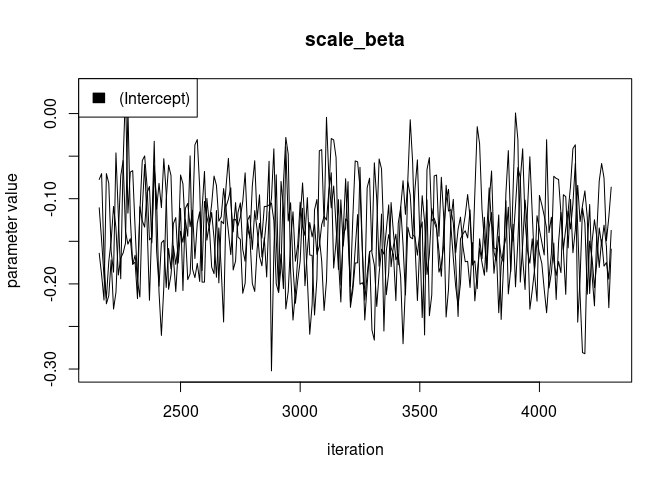 scale_beta
(Intercept)
0.00
-0.10
-0.20
-0.30
parameter value
2500 3000 3500 4000
iteration